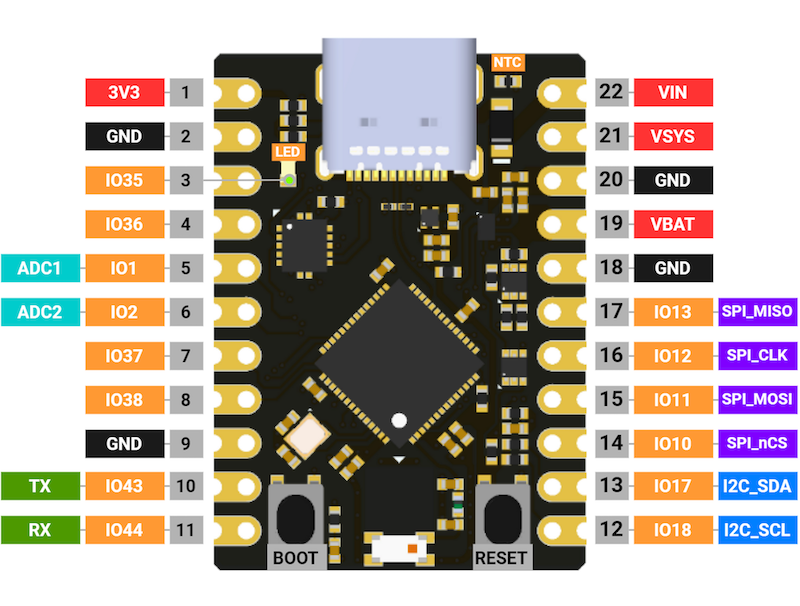 NTC
3V3 1 22 VIN
GND 2 21 VSYS
LED
IO35 3 20 GND
IO36 4 19 VBAT
ADC1 IO1 5 18 GND
ADC2 IO2 6 17 IO13 SPI_MISO
IO37 7 16 IO12 SPI_CLK
IO38 8 15 IO11 SPI_MOSI
GND 9 14 IO10 SPI_nCS
TX IO43 10 13 IO17 I2C_SDA
RX IO44 11 12 IO18 I2C_SCL
BOOT RESET